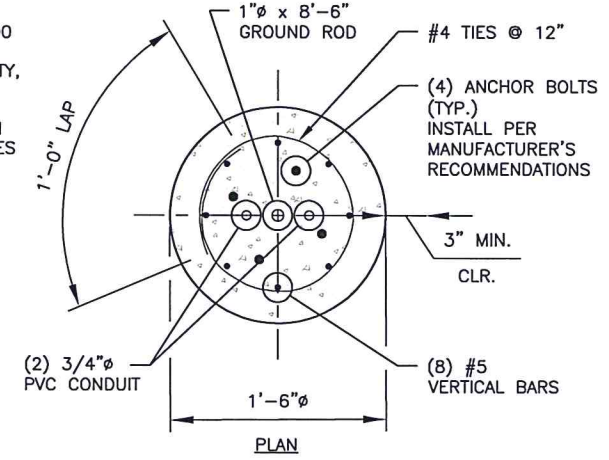 1"ø x 8'-6"
GROUND ROD
#4 TIES @ 12"
(4) ANCHOR BOLTS
(TYP.)
INSTALL PER
MANUFACTURER'S
RECOMMENDATIONS
1'-0" LAP
3" MIN.
CLR.
(2) 3/4"ø
PVC CONDUIT
(8) #5
VERTICAL BARS
1'-6"ø
PLAN